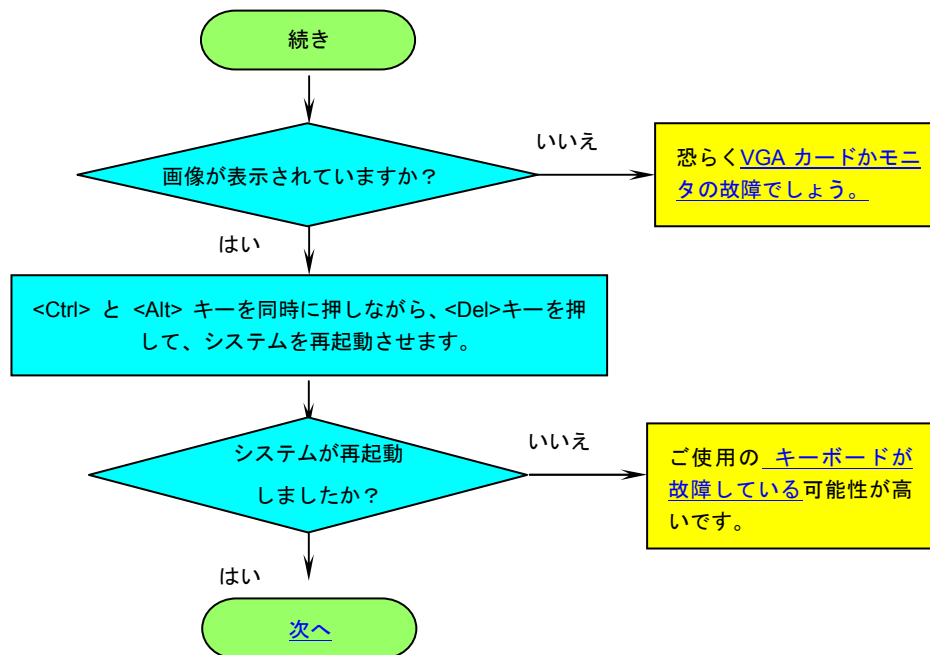 続き
画像が表示されていますか？
いいえ
恐らくVGA カードかモニ
タの故障でしょう。
はい
<Ctrl> と <Alt> キーを同時に押しながら、<Del>キーを押
して、システムを再起動させます。
システムが再起動
しましたか？
いいえ
ご使用の キーボードが
故障している可能性が高
いです。
はい
次へ